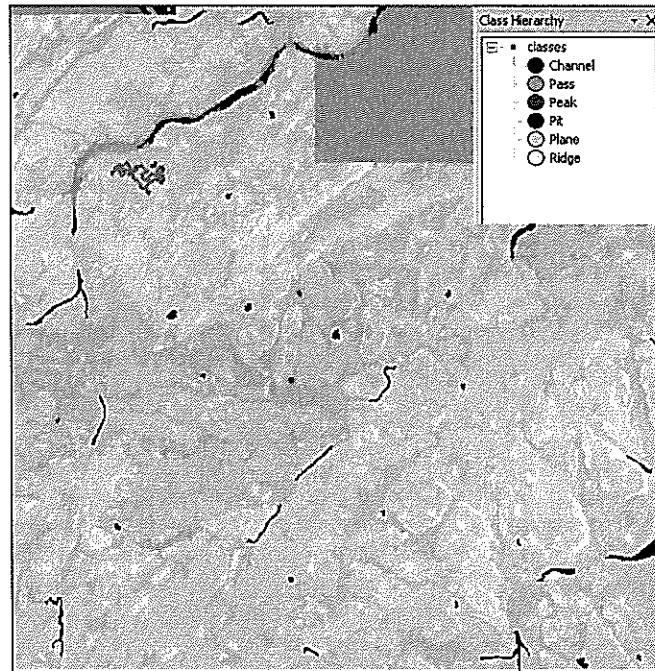 Class Hierarchy
classes
Channel
Pass
Peak
Pit
Plane
Ridge